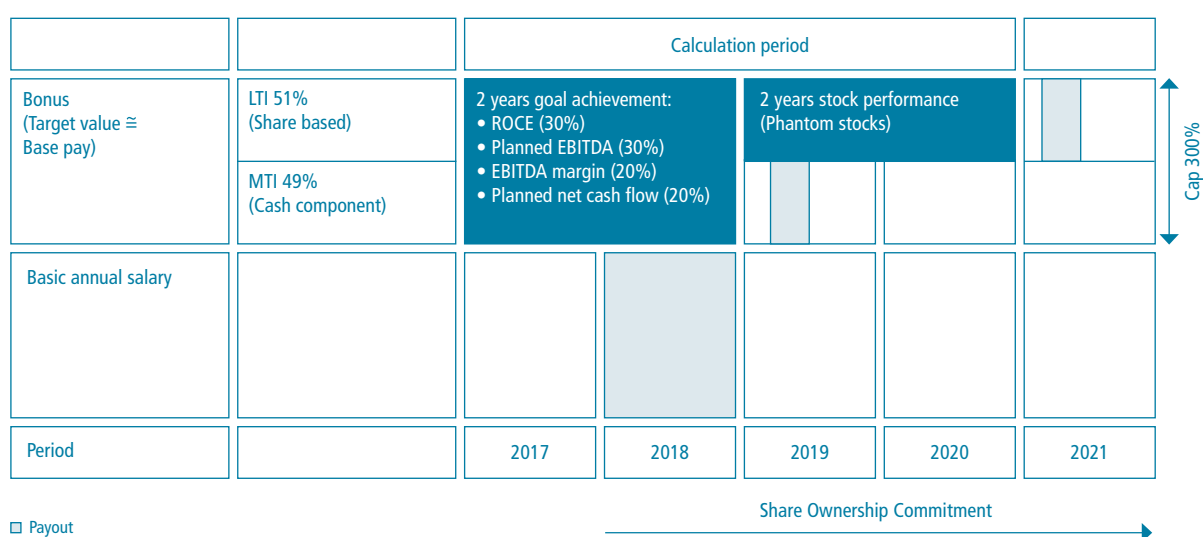 Calculation period
Bonus
(Target value ≅
Base pay)
LTI 51%
(Share based)
MTI 49%
(Cash component)
2 years goal achievement:
• ROCE (30%)
• Planned EBITDA (30%)
• EBITDA margin (20%)
• Planned net cash flow (20%)
2 years stock performance
(Phantom stocks)
Cap 300%
Basic annual salary
Period
2017
2018
2019
2020
2021
Share Ownership Commitment
Payout